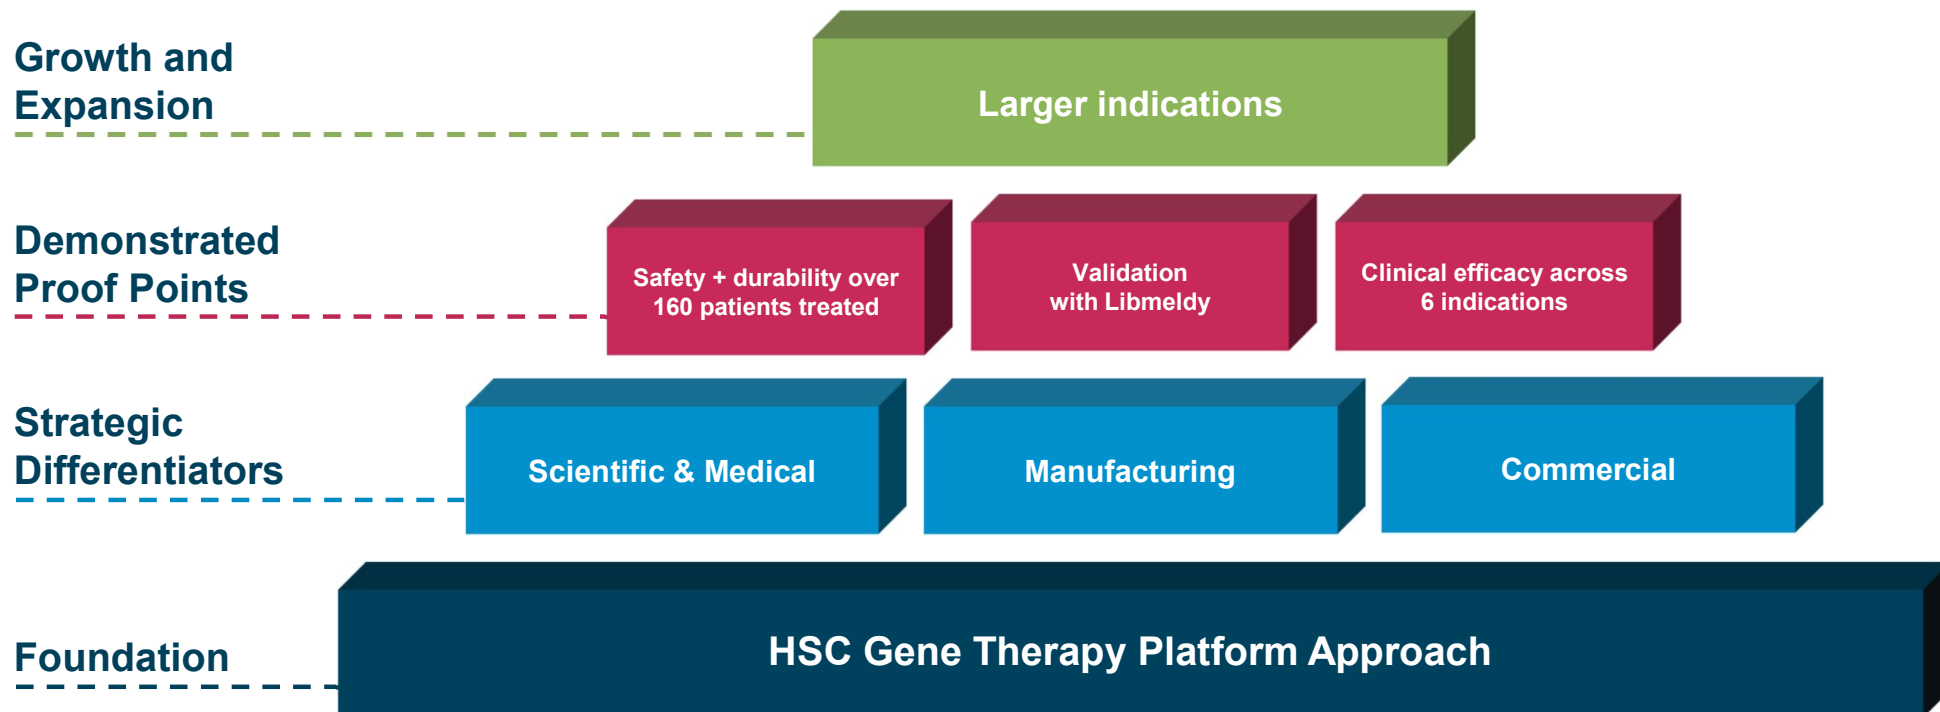 Growth and
Expansion
Larger indications
Demonstrated
Proof Points
Safety + durability over
160 patients treated
Validation
with Libmeldy
Clinical efficacy across
6 indications
Strategic
Differentiators
Scientific & Medical
Manufacturing
Commercial
Foundation
HSC Gene Therapy Platform Approach